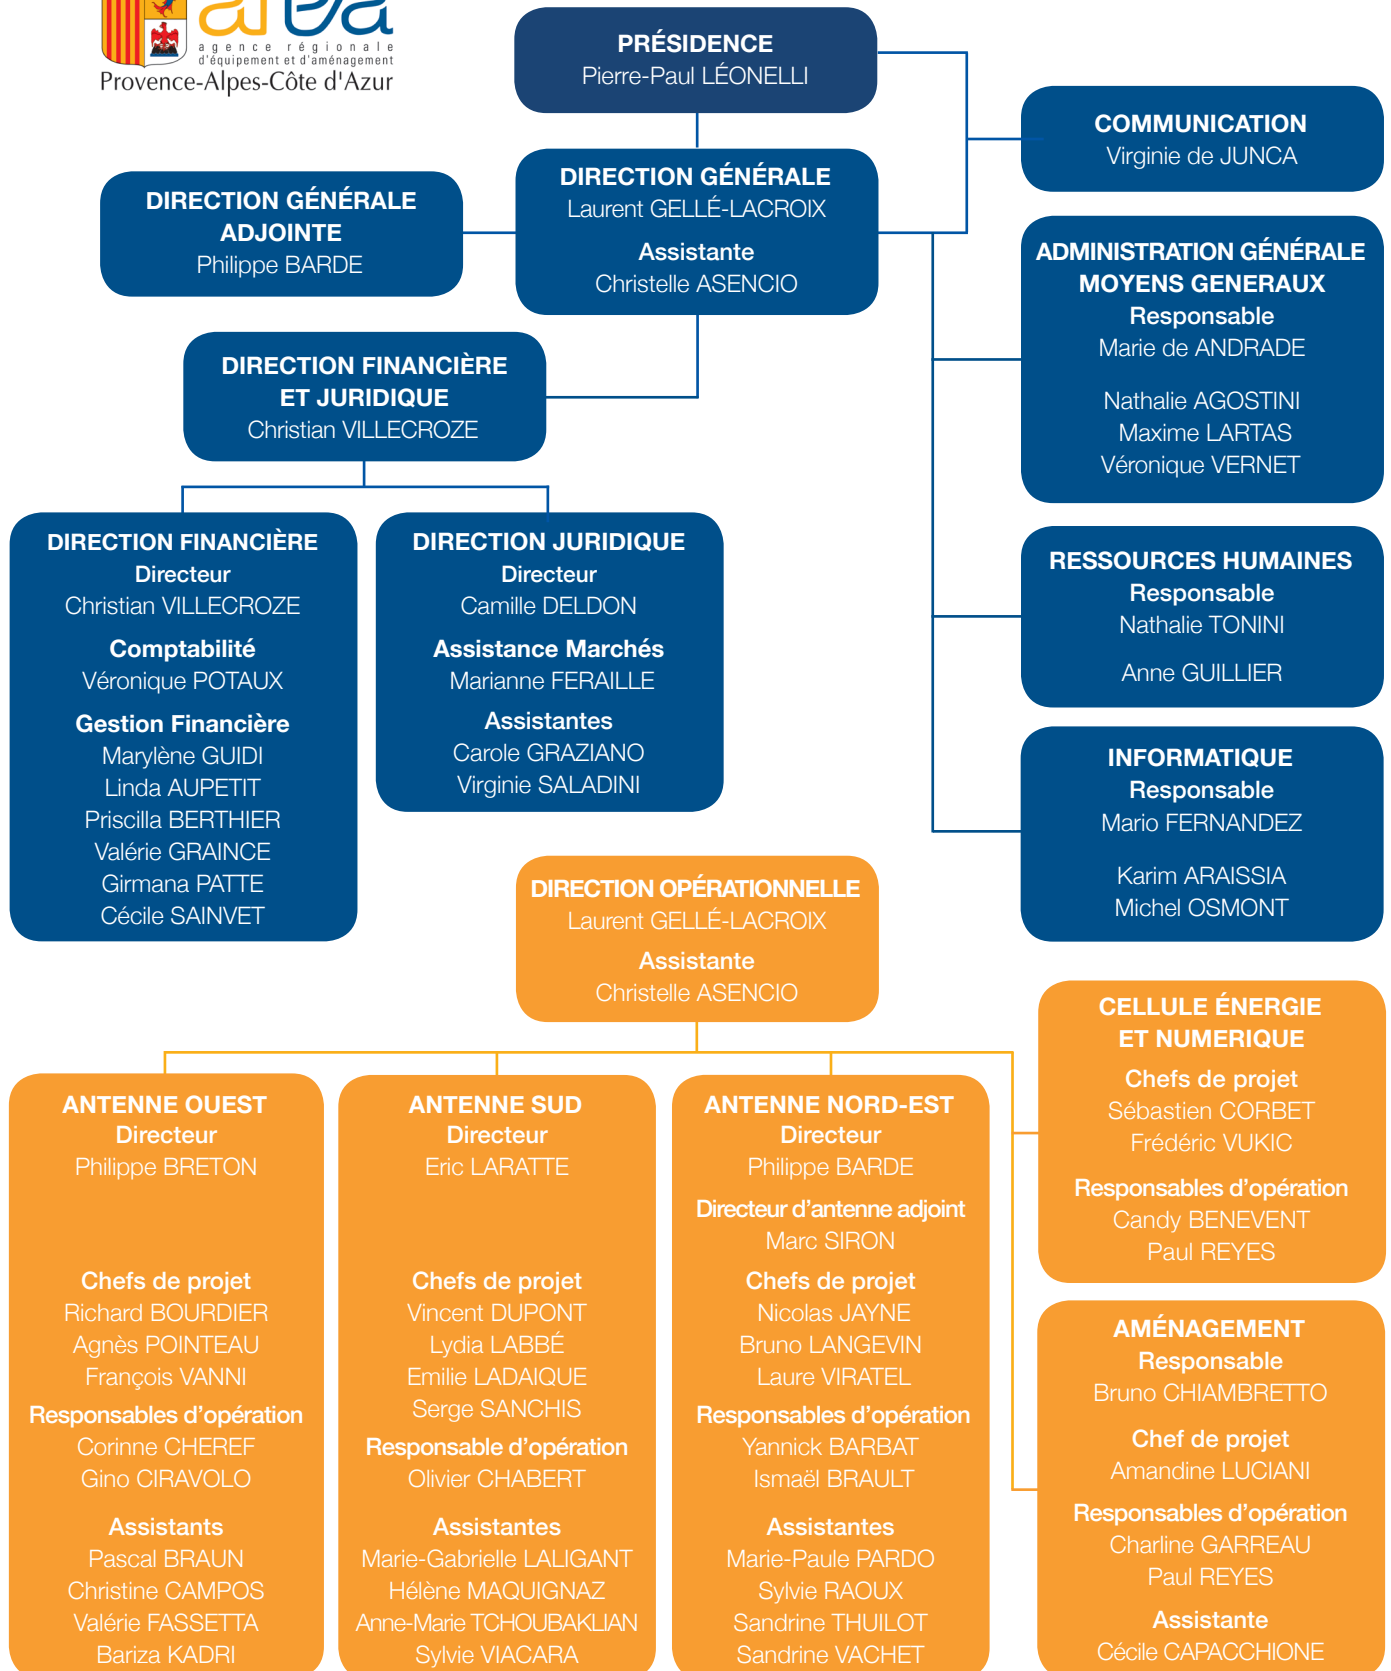 area
agence régionale
d'équipement et d'aménagement
Provence-Alpes-Côte d'Azur
PRÉSIDENCE
Pierre-Paul LÉONELLI
COMMUNICATION
Virginie de JUNCA
DIRECTION GÉNÉRALE
Laurent GELLÉ-LACROIX
Assistante
Christelle ASENCIO
DIRECTION GÉNÉRALE
ADJOINTE
Philippe BARDE
ADMINISTRATION GÉNÉRALE
MOYENS GENERAUX
Responsable
Marie de ANDRADE
Nathalie AGOSTINI
Maxime LARTAS
Véronique VERNET
DIRECTION FINANCIÈRE
ET JURIDIQUE
Christian VILLECROZE
DIRECTION FINANCIÈRE
Directeur
Christian VILLECROZE
Comptabilité
Véronique POTAUX
Gestion Financière
Marylène GUIDI
Linda AUPETIT
Priscilla BERTHIER
Valérie GRAINCE
Girmana PATTE
Cécile SAINVET
DIRECTION JURIDIQUE
Directeur
Camille DELDON
Assistance Marchés
Marianne FERAILLE
Assistantes
Carole GRAZIANO
Virginie SALADINI
RESSOURCES HUMAINES
Responsable
Nathalie TONINI
Anne GUILLIER
INFORMATIQUE
Responsable
Mario FERNANDEZ
Karim ARAISSIA
Michel OSMONT
DIRECTION OPÉRATIONNELLE
Laurent GELLÉ-LACROIX
Assistante
Christelle ASENCIO
ANTENNE OUEST
Directeur
Philippe BRETON
Chefs de projet
Richard BOURDIER
Agnès POINTEAU
François VANNI
Responsables d'opération
Corinne CHEREF
Gino CIRAVOLO
Assistants
Pascal BRAUN
Christine CAMPOS
Valérie FASSETTA
Bariza KADRI
ANTENNE SUD
Directeur
Eric LARATTE
Chefs de projet
Vincent DUPONT
Lydia LABBÉ
Emilie LADAIQUE
Serge SANCHIS
Responsable d'opération
Olivier CHABERT
Assistantes
Marie-Gabrielle LALIGANT
Hélène MAQUIGNAZ
Anne-Marie TCHOUBAKLIAN
Sylvie VIACARA
ANTENNE NORD-EST
Directeur
Philippe BARDE
Directeur d'antenne adjoint
Marc SIRON
Chefs de projet
Nicolas JAYNE
Bruno LANGEVIN
Laure VIRATEL
Responsables d'opération
Yannick BARBAT
Ismaël BRAULT
Assistantes
Marie-Paule PARDO
Sylvie RAOUX
Sandrine THUILOT
Sandrine VACHET
CELLULE ÉNERGIE
ET NUMERIQUE
Chefs de projet
Sébastien CORBET
Frédéric VUKIC
Responsables d'opération
Candy BENEVENT
Paul REYES
AMÉNAGEMENT
Responsable
Bruno CHIAMBRETTO
Chef de projet
Amandine LUCIANI
Responsables d'opération
Charline GARREAU
Paul REYES
Assistante
Cécile CAPACCHIONE